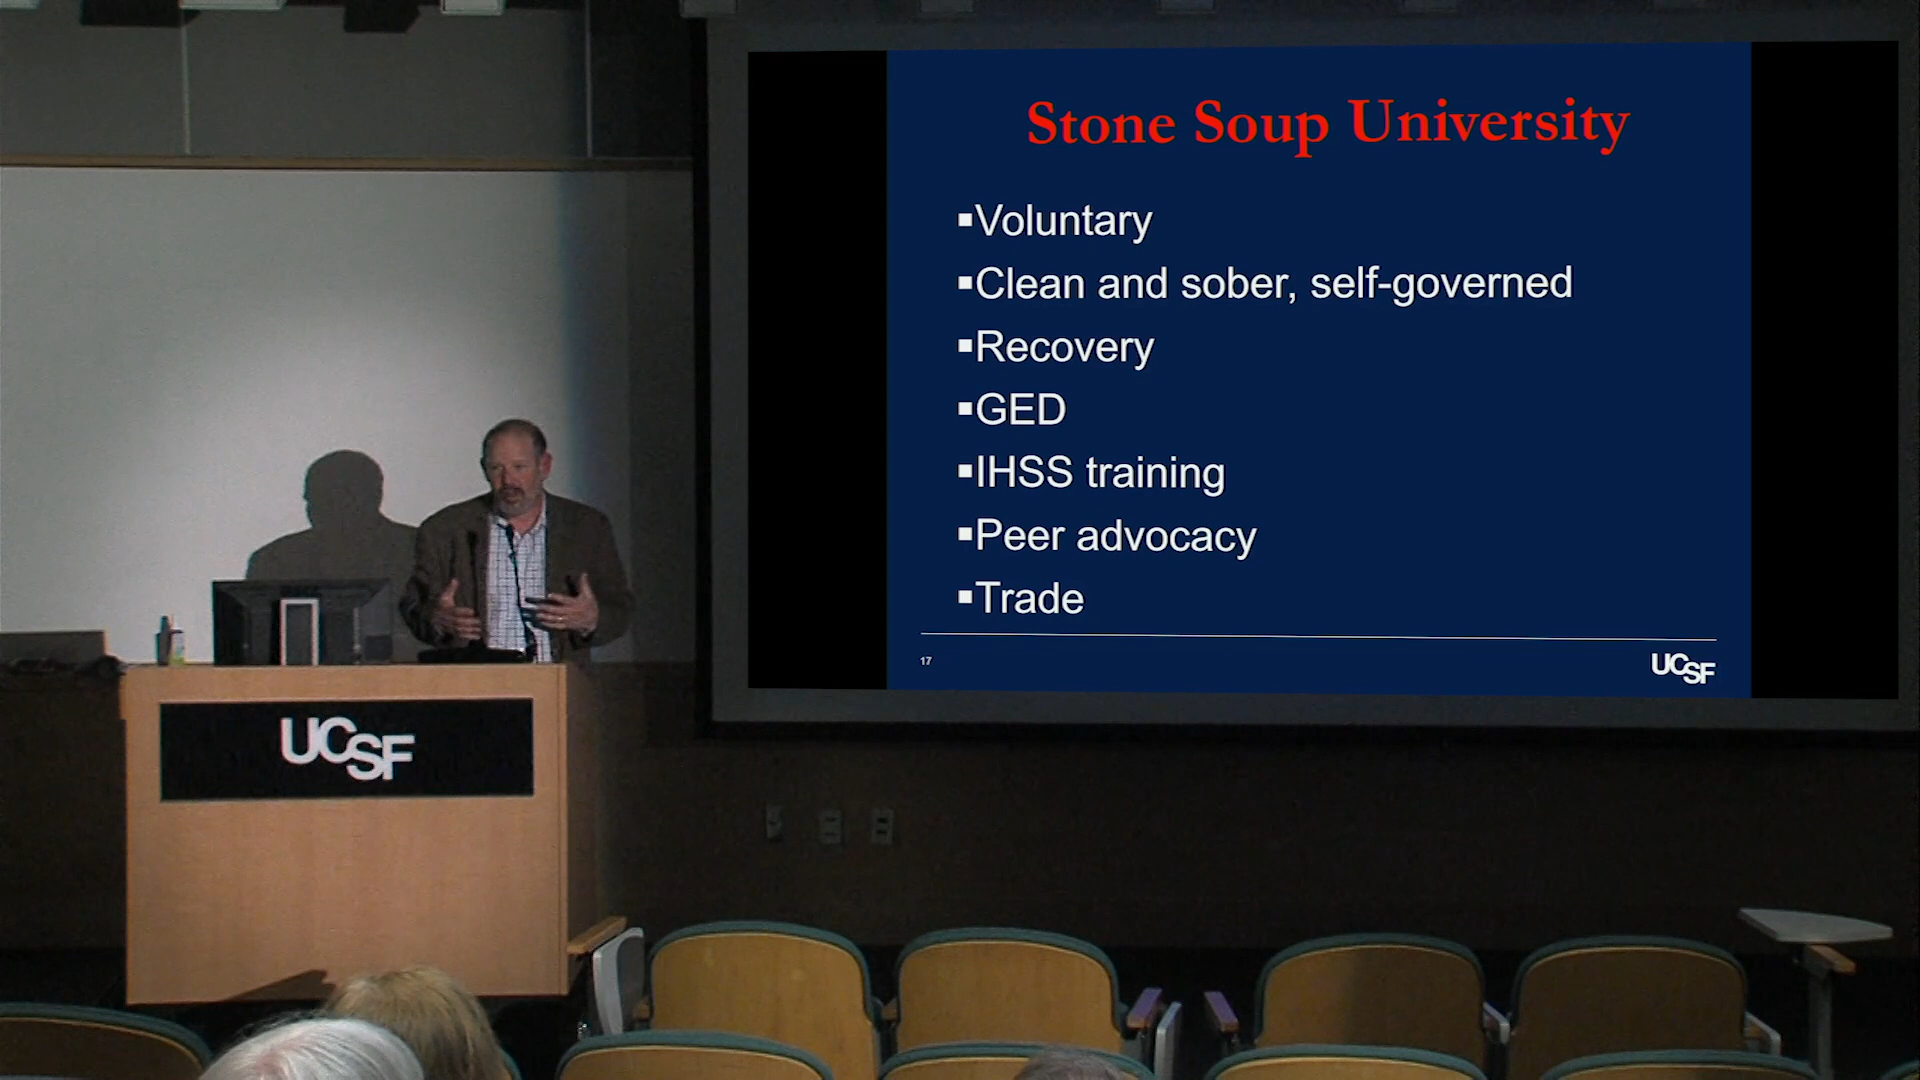 Stone Soup University
▪Voluntary
▪Clean and sober, self-governed
▪Recovery
▪GED
▪IHSS training
▪Peer advocacy
▪Trade
17
UCSF
UCSF